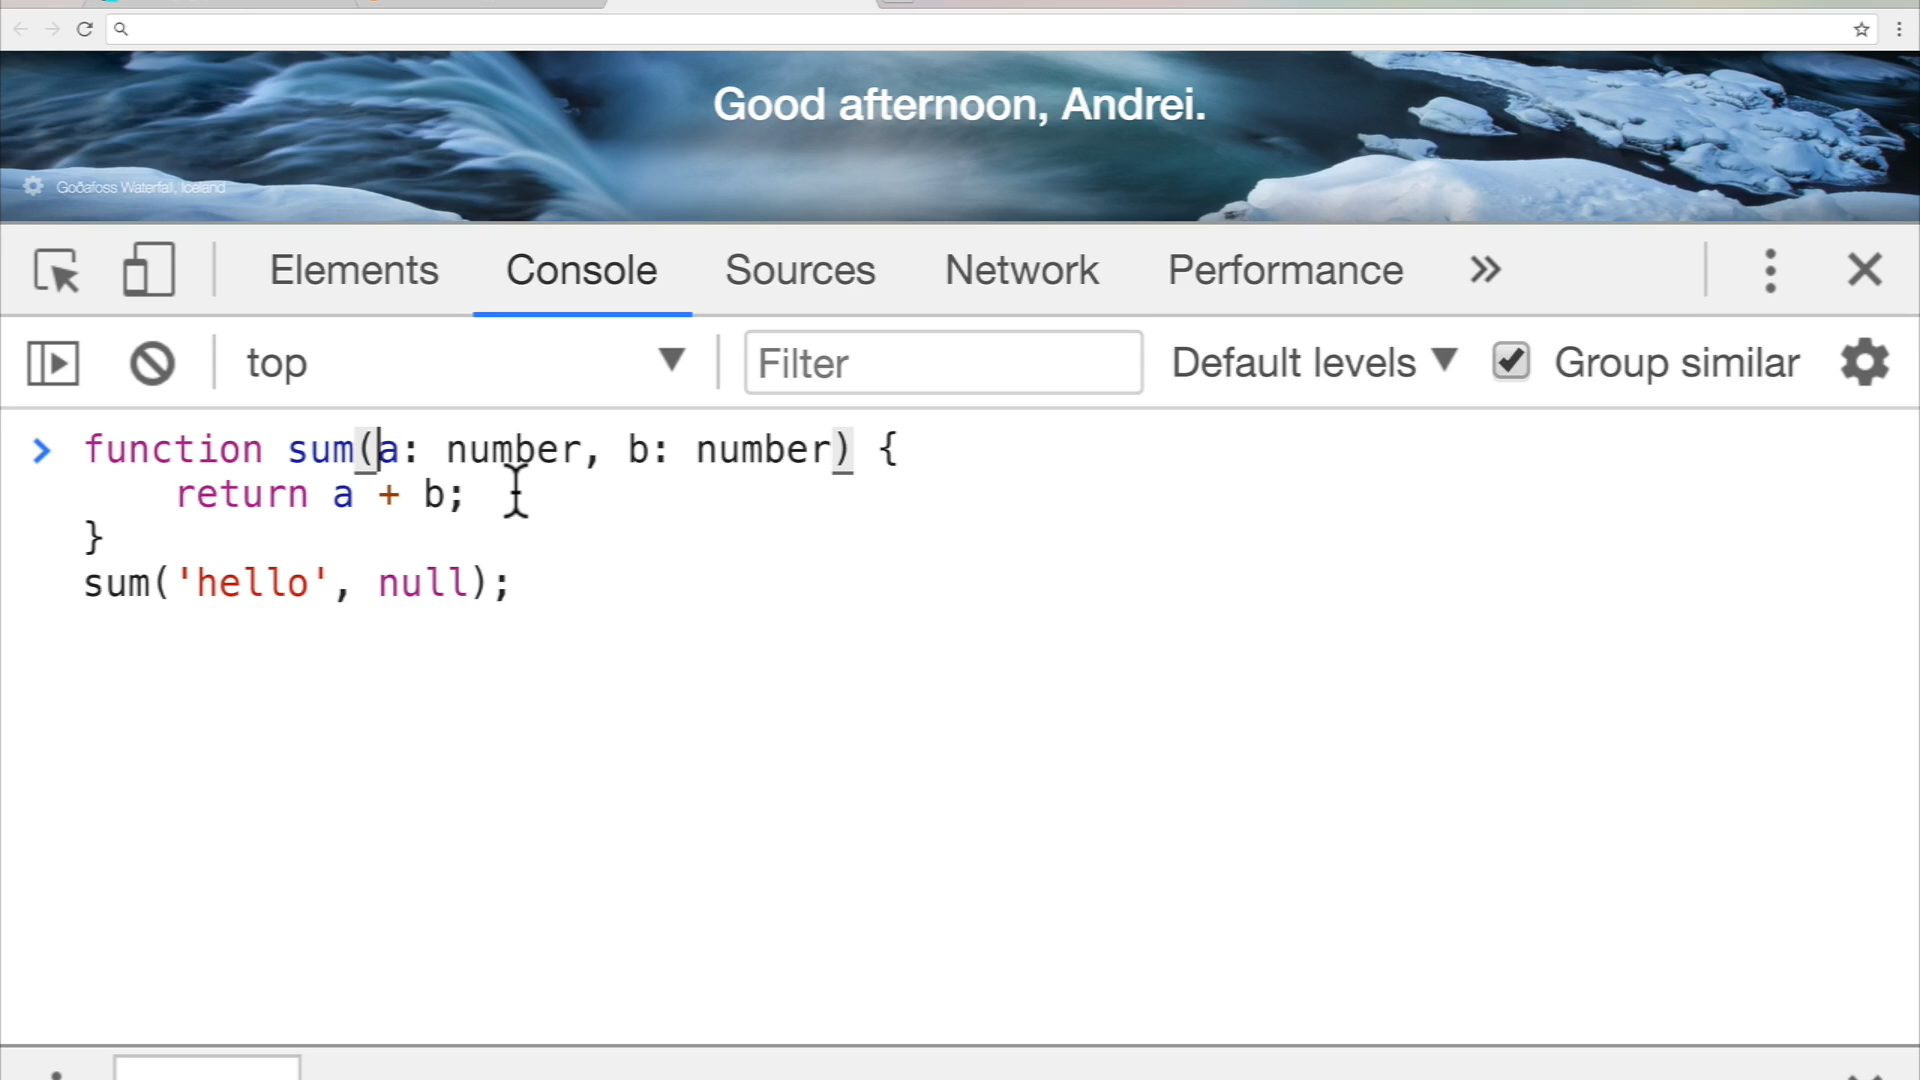 Good afternoon, Andrei.
Goðafoss Waterfall, Iceland
Elements Console Sources Network Performance
top Filter Default levels Group similar
function sum(a: number, b: number) {
return a + b;
}
sum('hello', null);